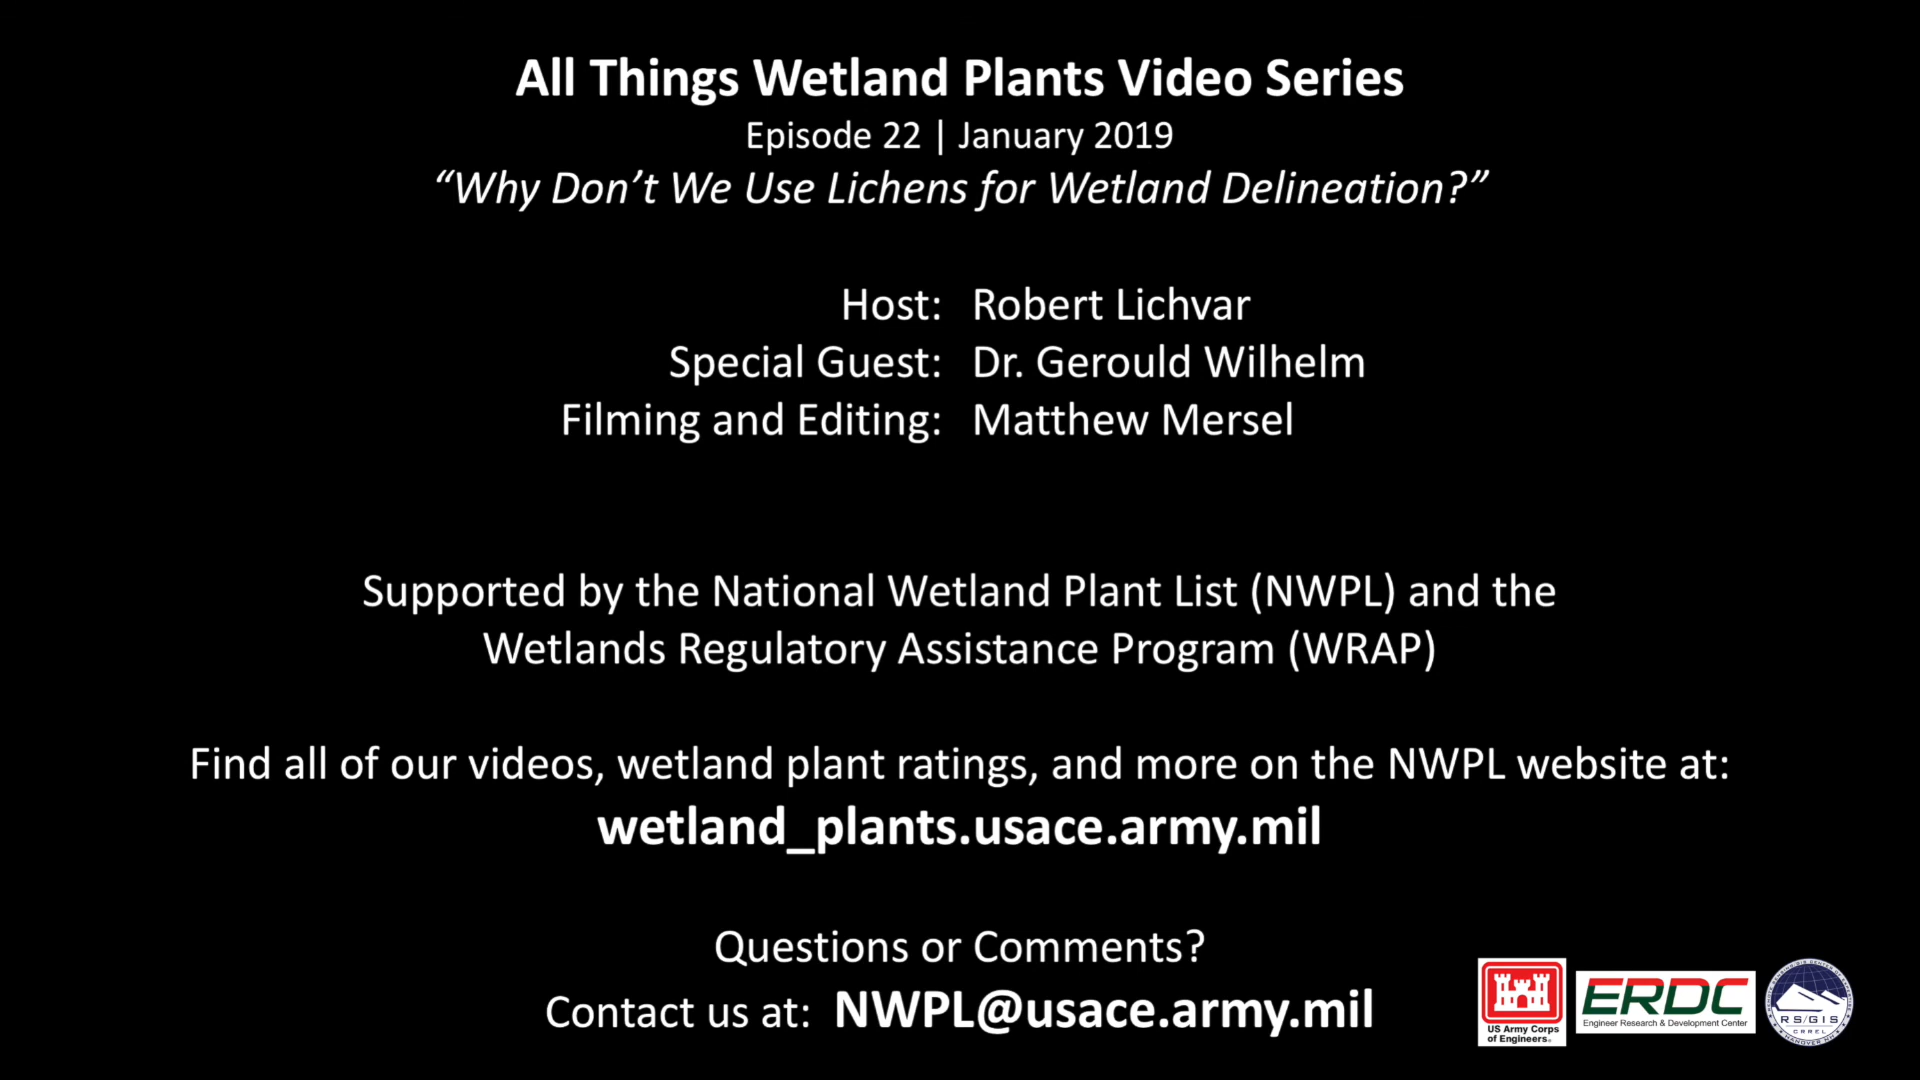 All Things Wetland Plants Video Series
Episode 22 | January 2019
“Why Don’t We Use Lichens for Wetland Delineation?”
Host: Robert Lichvar
Special Guest: Dr. Gerould Wilhelm
Filming and Editing: Matthew Mersel
Supported by the National Wetland Plant List (NWPL) and the
Wetlands Regulatory Assistance Program (WRAP)
Find all of our videos, wetland plant ratings, and more on the NWPL website at:
wetland_plants.usace.army.mil
Questions or Comments?
Contact us at: NWPL@usace.army.mil
US Army Corps
of Engineers®
ERDC
Engineer Research & Development Center
RS/GIS
CRREL
HANOVER NH